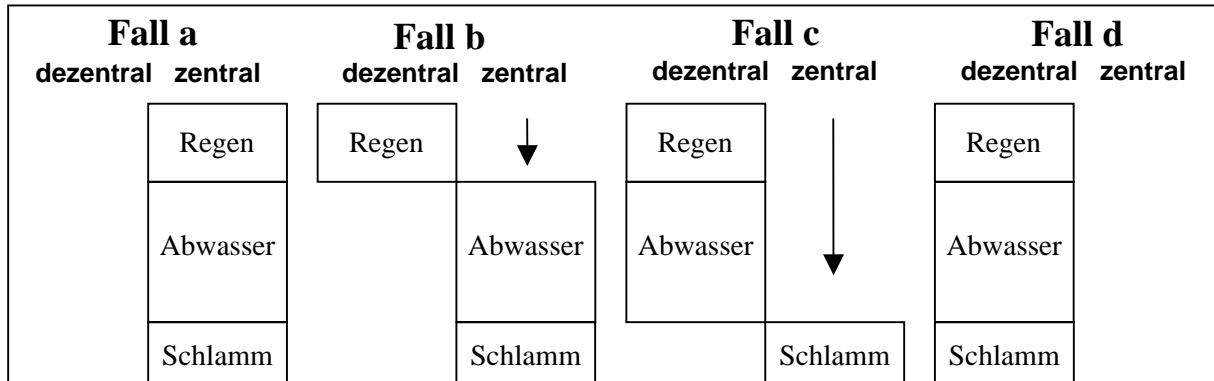 Fall a Fall b Fall c Fall d
dezentral zentral dezentral zentral dezentral zentral dezentral zentral
Regen Regen Regen Regen
Abwasser Abwasser Abwasser Abwasser
Schlamm Schlamm Schlamm Schlamm